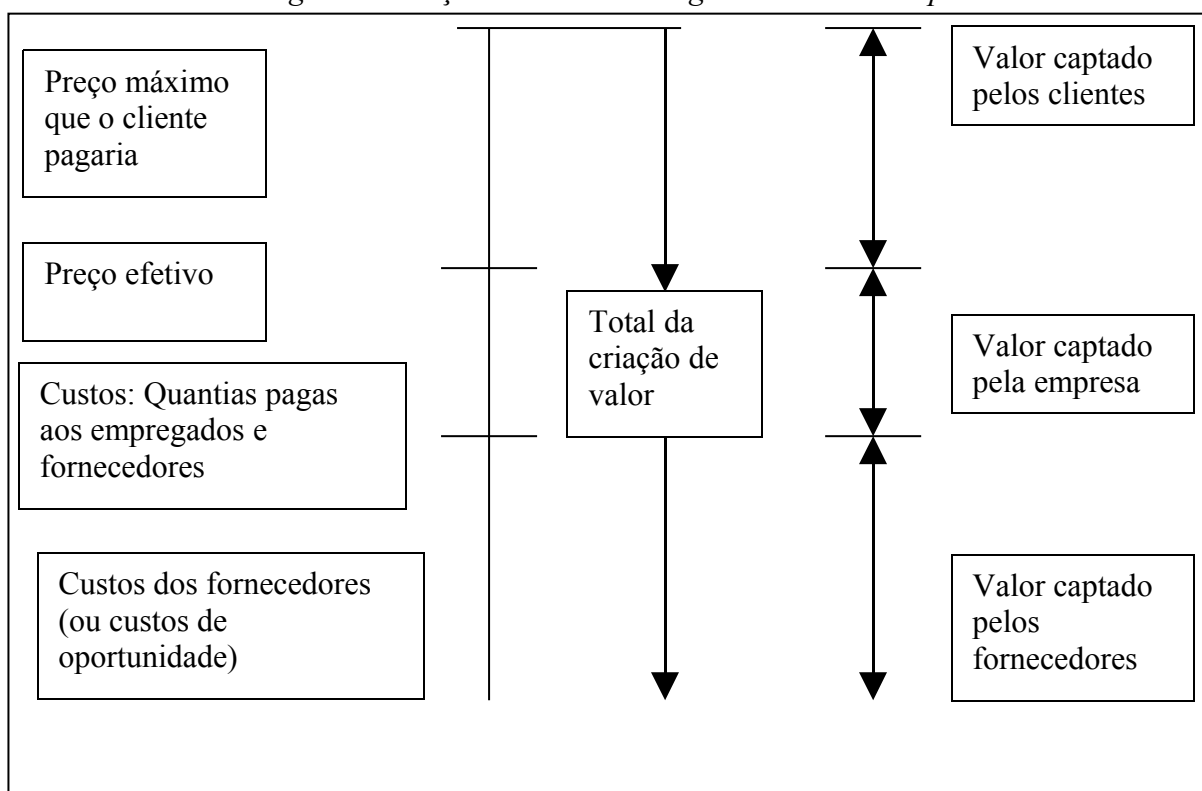 Preço máximo
que o cliente
pagaria
Valor captado
pelos clientes
Preço efetivo
Total da
criação de
valor
Valor captado
pela empresa
Custos: Quantias pagas
aos empregados e
fornecedores
Custos dos fornecedores
(ou custos de
oportunidade)
Valor captado
pelos
fornecedores